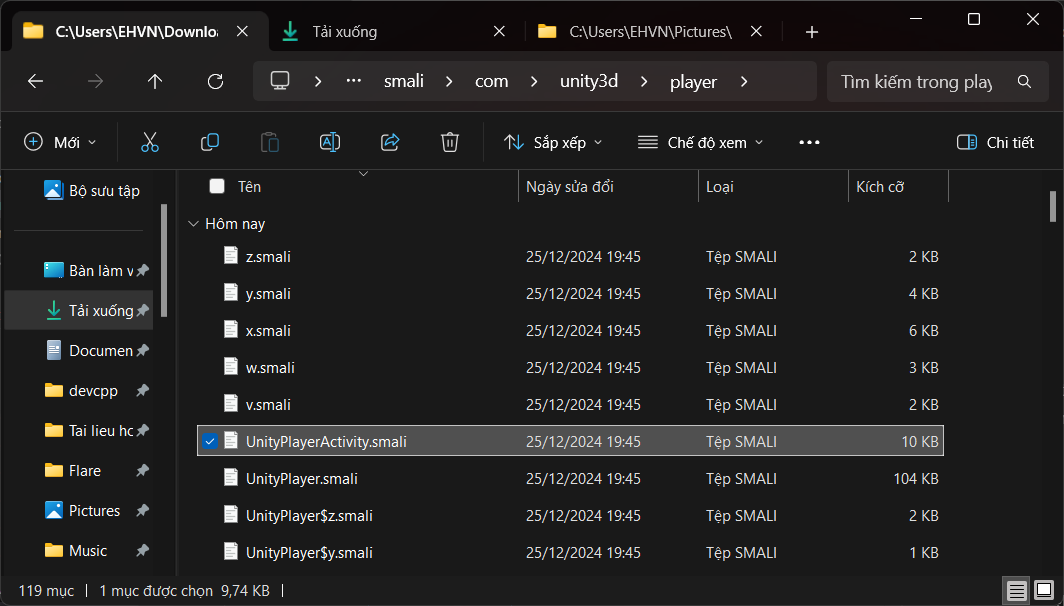 C:\Users\EHVN\Downlo
Tải xuống
C:\Users\EHVN\Pictures\
smali
com
unity3d
player
Tìm kiếm trong play
Mới
Sắp xếp
Chế độ xem
Chi tiết
Bộ sưu tập
Bàn làm v
Tải xuống
Documen
devcpp
Tai lieu hc
Flare
Pictures
Music
Tên Ngày sửa đổi Loại Kích cỡ
Hôm nay
z.smali 25/12/2024 19:45 Tệp SMALI 2 KB
y.smali 25/12/2024 19:45 Tệp SMALI 4 KB
x.smali 25/12/2024 19:45 Tệp SMALI 6 KB
w.smali 25/12/2024 19:45 Tệp SMALI 3 KB
v.smali 25/12/2024 19:45 Tệp SMALI 2 KB
UnityPlayerActivity.smali 25/12/2024 19:45 Tệp SMALI 10 KB
UnityPlayer.smali 25/12/2024 19:45 Tệp SMALI 104 KB
UnityPlayer$z.smali 25/12/2024 19:45 Tệp SMALI 2 KB
UnityPlayer$y.smali 25/12/2024 19:45 Tệp SMALI 1 KB
119 mục
1 mục được chọn 9,74 KB